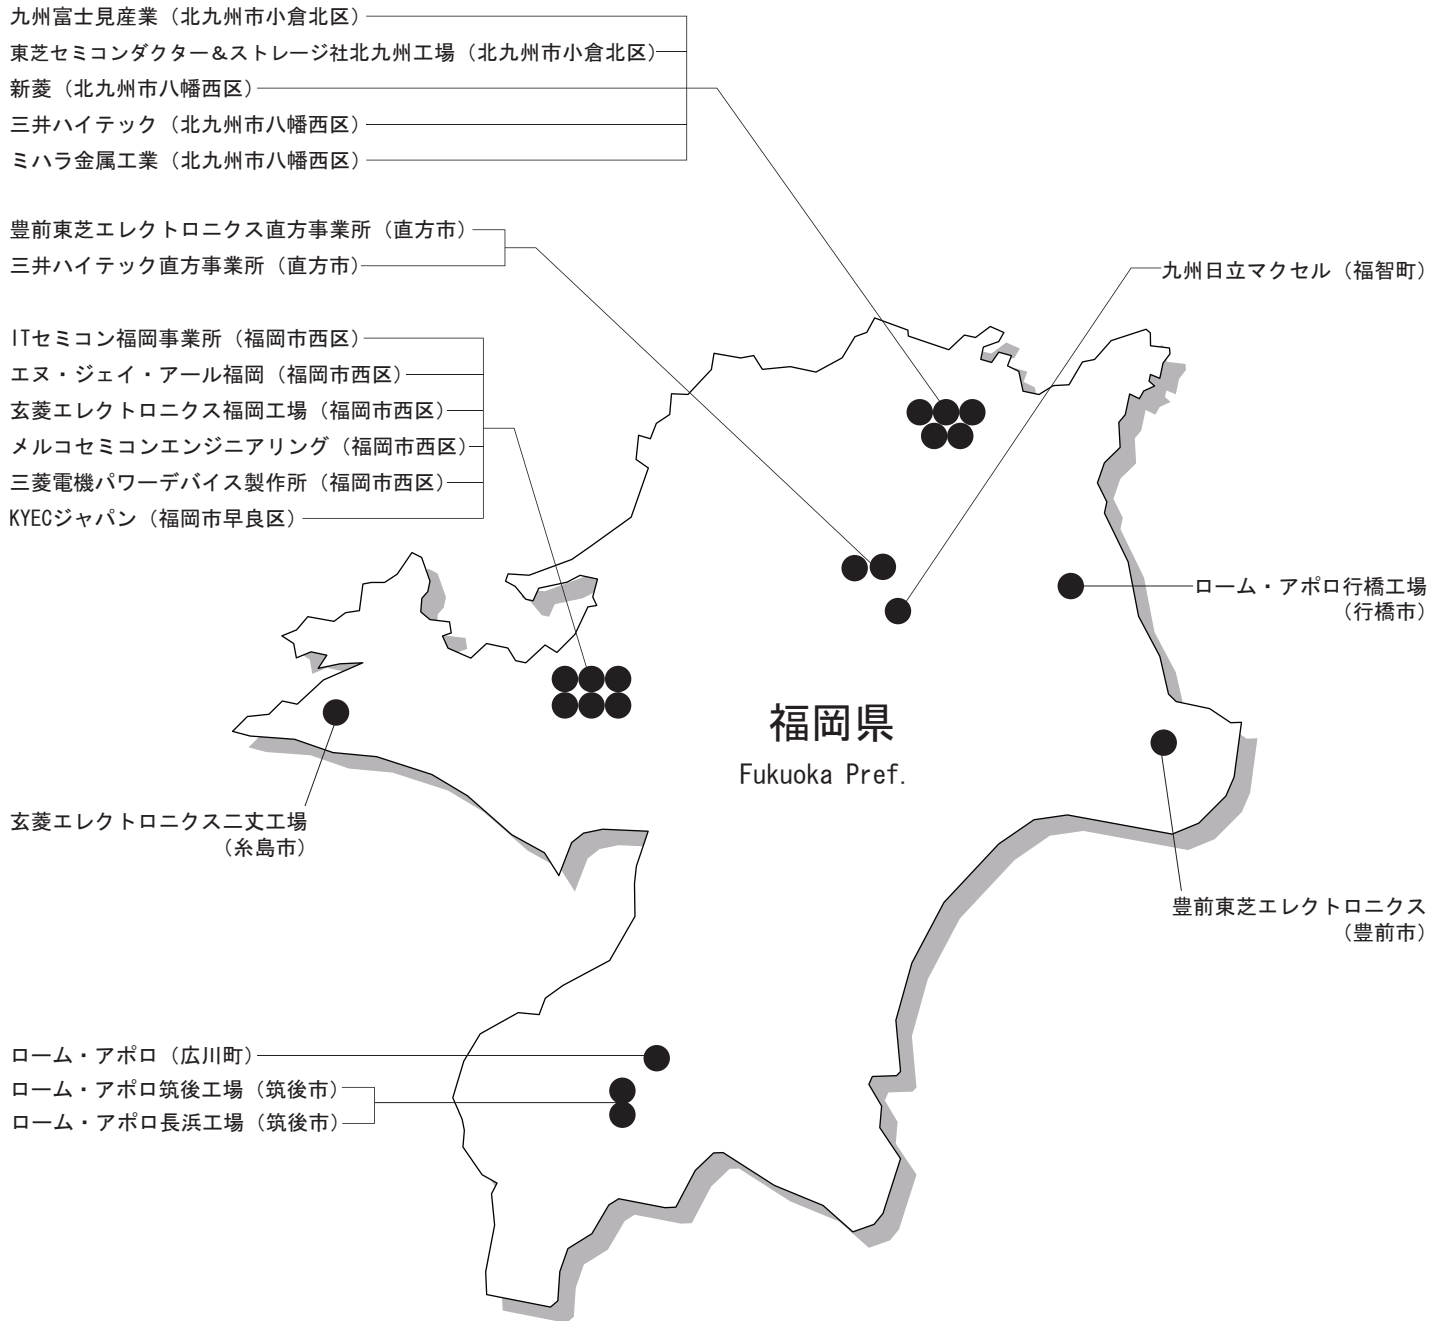 九州富士見産業（北九州市小倉北区）
東芝セミコンダクター＆ストレージ社北九州工場（北九州市小倉北区）
新菱（北九州市八幡西区）
三井ハイテック（北九州市八幡西区）
ミハラ金属工業（北九州市八幡西区）
豊前東芝エレクトロニクス直方事業所（直方市）
三井ハイテック直方事業所（直方市）
九州日立マクセル（福智町）
ITセミコン福岡事業所（福岡市西区）
エヌ・ジェイ・アール福岡（福岡市西区）
玄菱エレクトロニクス福岡工場（福岡市西区）
メルコセミコンエンジニアリング（福岡市西区）
三菱電機パワーデバイス製作所（福岡市西区）
KYECジャパン（福岡市早良区）
ローム・アポロ行橋工場
（行橋市）
福岡県
Fukuoka Pref.
玄菱エレクトロニクス二丈工場
（糸島市）
豊前東芝エレクトロニクス
（豊前市）
ローム・アポロ（広川町）
ローム・アポロ筑後工場（筑後市）
ローム・アポロ長浜工場（筑後市）